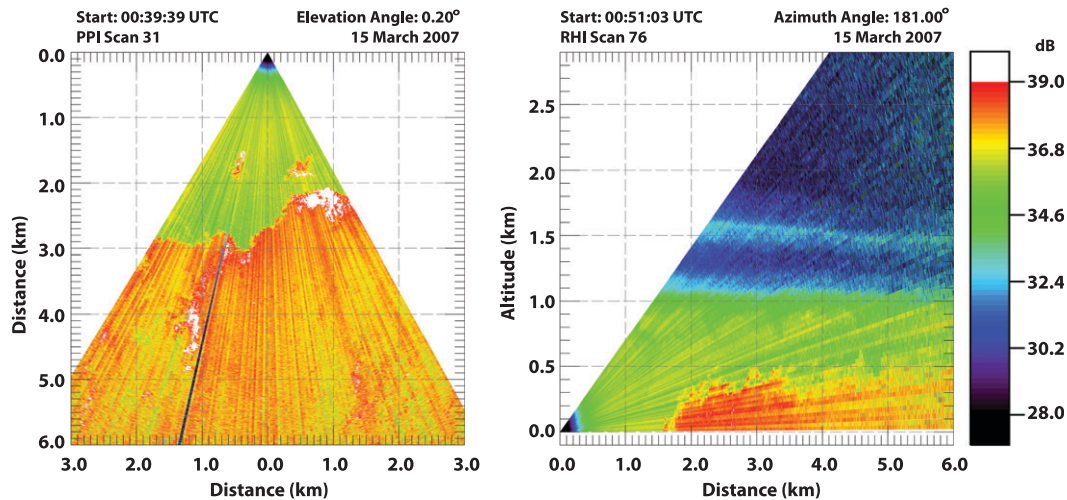 Start: 00:39:39 UTC Elevation Angle: 0.20°
PPI Scan 31 15 March 2007
0.0
1.0
2.0
3.0
4.0
5.0
6.0
Distance (km)
3.0 2.0 1.0 0.0 1.0 2.0 3.0
Distance (km)
Start: 00:51:03 UTC Azimuth Angle: 181.00°
RHI Scan 76 15 March 2007
2.5
2.0
1.5
1.0
0.5
0.0
Altitude (km)
0.0 1.0 2.0 3.0 4.0 5.0 6.0
Distance (km)
dB
39.0
36.8
34.6
32.4
30.2
28.0